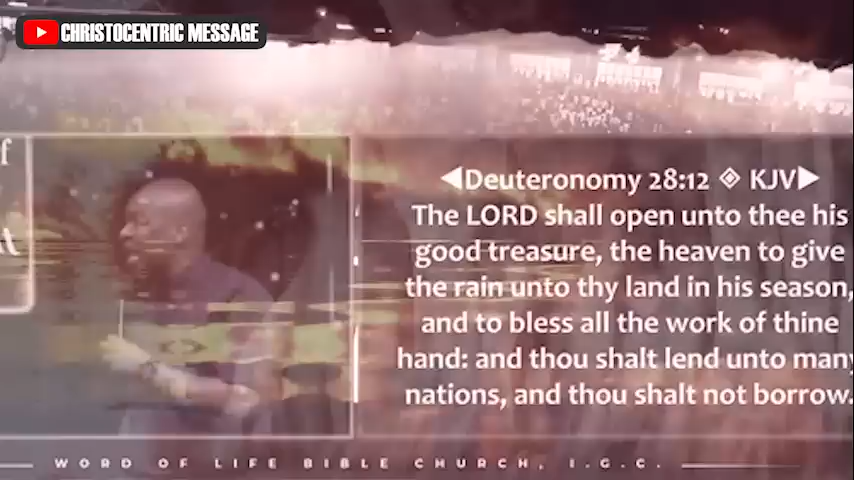 CHRISTOCENTRIC MESSAGE
◀Deuteronomy 28:12 ◈ KJV▶
The LORD shall open unto thee his
good treasure, the heaven to give
the rain unto thy land in his season,
and to bless all the work of thine
hand: and thou shalt lend unto many
nations, and thou shalt not borrow.
WORD OF LIFE BIBLE CHURCH, I.G.C.